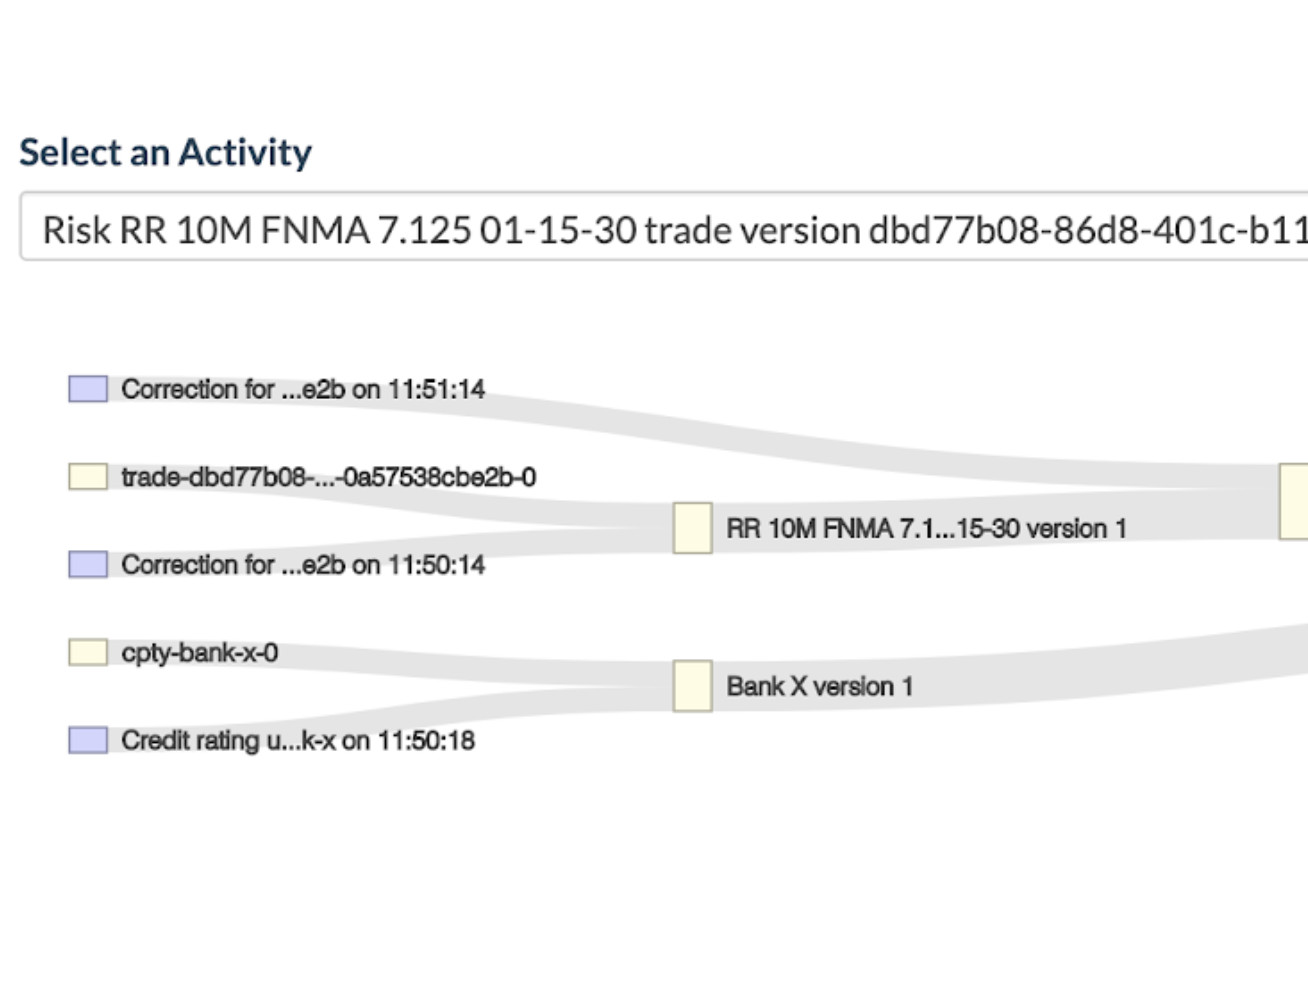 Select an Activity
Risk RR 10M FNMA 7.125 01-15-30 trade version dbd77b08-86d8-401c-b11
Correction for ...e2b on 11:51:14
trade-dbd77b08-...-0a57538cbe2b-0
RR 10M FNMA 7.1...15-30 version 1
Correction for ...e2b on 11:50:14
cpty-bank-x-0
Bank X version 1
Credit rating u...k-x on 11:50:18